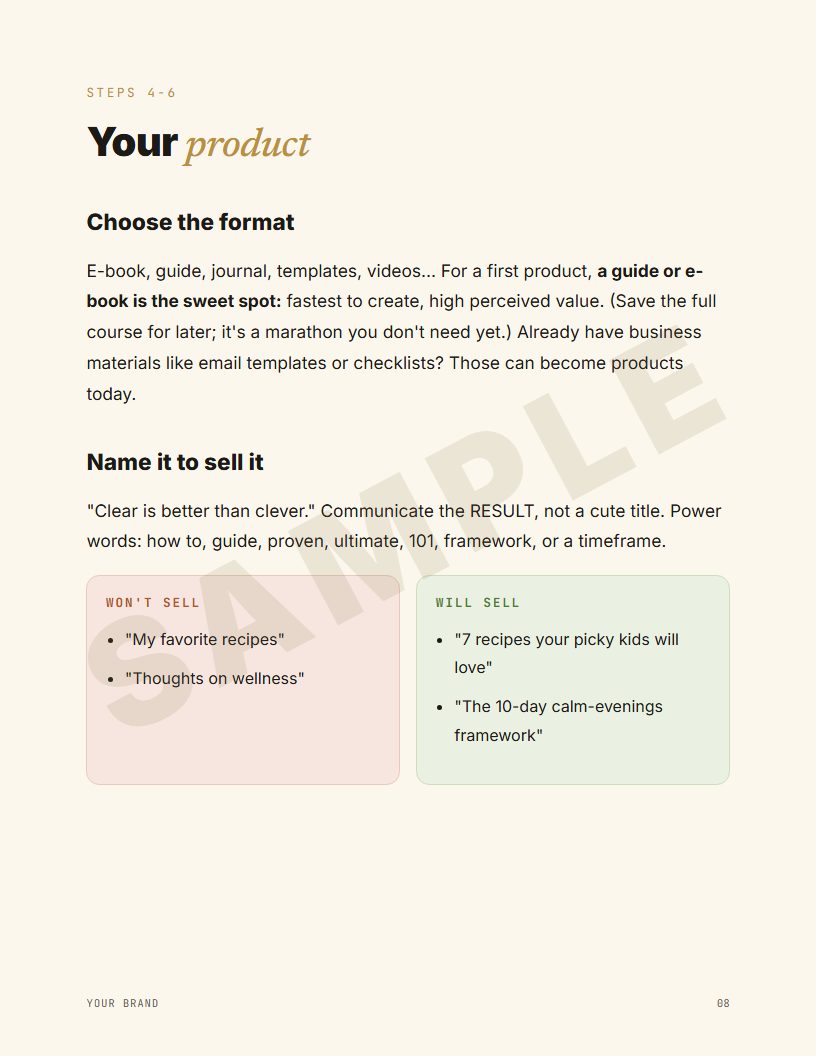 STEPS 4-6
Your product
Choose the format
E-book, guide, journal, templates, videos... For a first product, a guide or e-
book is the sweet spot: fastest to create, high perceived value. (Save the full
course for later; it's a marathon you don't need yet.) Already have business
materials like email templates or checklists? Those can become products
today.
Name it to sell it
"Clear is better than clever." Communicate the RESULT, not a cute title. Power
words: how to, guide, proven, ultimate, 101, framework, or a timeframe.
WON'T SELL
• "My favorite recipes"
• "Thoughts on wellness"
WILL SELL
• "7 recipes your picky kids will
love"
• "The 10-day calm-evenings
framework"
SAMPLE
YOUR BRAND
08